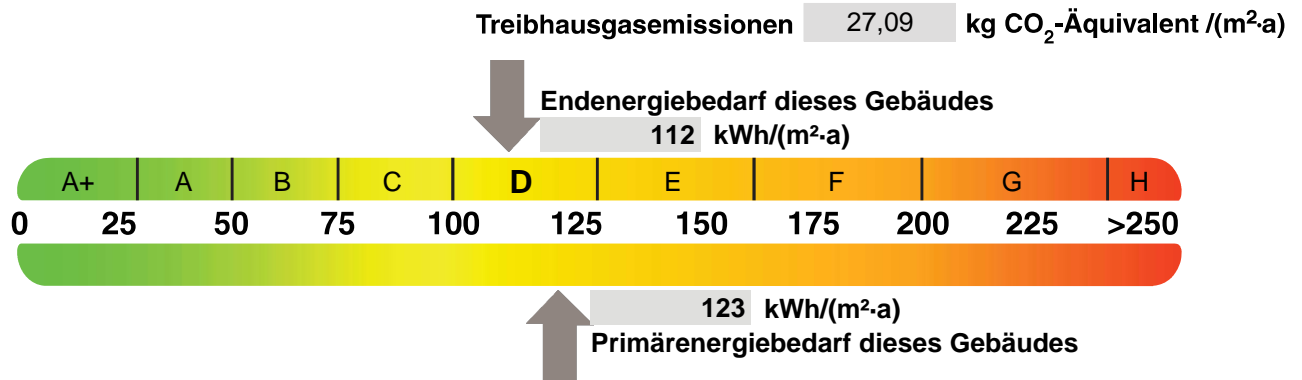 Treibhausgasemissionen 27,09 kg CO₂-Äquivalent /(m²·a)
Endenergiebedarf dieses Gebäudes
112 kWh/(m²·a)
A+ A B C D E F G H
0 25 50 75 100 125 150 175 200 225 >250
123 kWh/(m²·a)
Primärenergiebedarf dieses Gebäudes